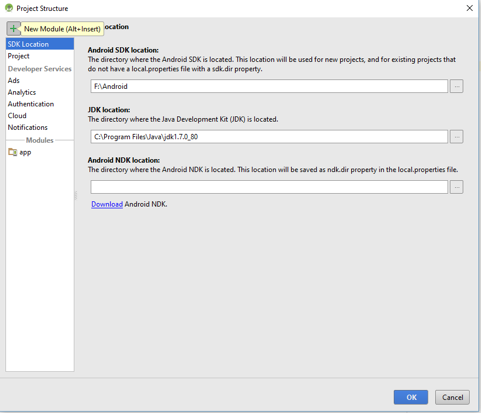 Project Structure
New Module (Alt+Insert)
ocation
SDK Location
Project
Developer Services
Ads
Analytics
Authentication
Cloud
Notifications
Modules
app
Android SDK location:
The directory where the Android SDK is located. This location will be used for new projects, and for existing projects that
do not have a local.properties file with a sdk.dir property.
F:\Android
...
JDK location:
The directory where the Java Development Kit (JDK) is located.
C:\Program Files\Java\jdk1.7.0_80
...
Android NDK location:
The directory where the Android NDK is located. This location will be saved as ndk.dir property in the local.properties file.
...
Download Android NDK.
OK
Cancel